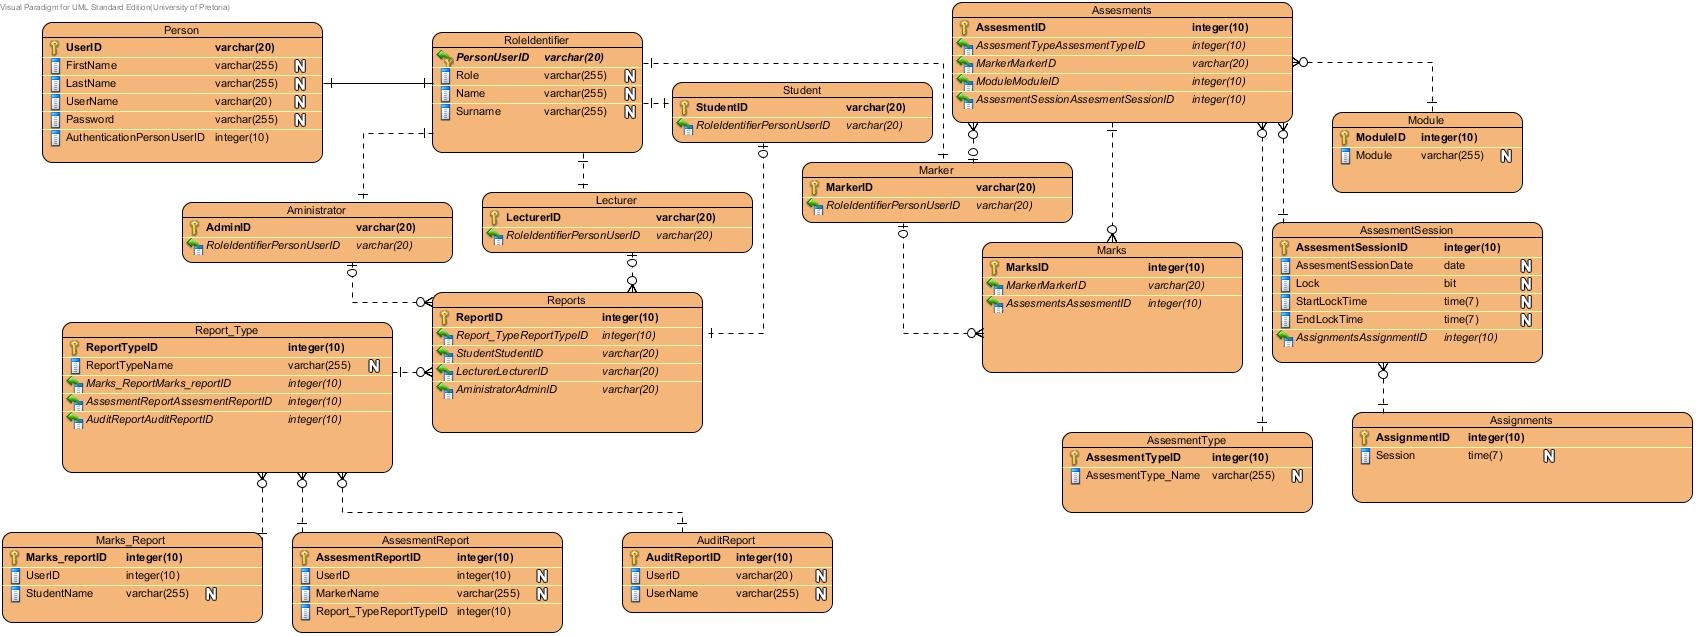 Visual Paradigm for UML Standard Edition(University of Pretoria)
Person
UserID varchar(20)
FirstName varchar(255) N
LastName varchar(255) N
UserName varchar(20) N
Password varchar(255) N
AuthenticationPersonUserID integer(10)
RoleIdentifier
PersonUserID varchar(20)
Role varchar(255) N
Name varchar(255) N
Surname varchar(255) N
Student
StudentID varchar(20)
RoleIdentifierPersonUserID varchar(20)
Assesments
AssesmentID integer(10)
AssesmentTypeAssesmentTypeID integer(10)
MarkerMarkerID varchar(20)
ModuleModuleID integer(10)
AssesmentSessionAssesmentSessionID integer(10)
Module
ModuleID integer(10)
Module varchar(255) N
Marker
MarkerID varchar(20)
RoleIdentifierPersonUserID varchar(20)
Aministrator
AdminID varchar(20)
RoleIdentifierPersonUserID varchar(20)
Lecturer
LecturerID varchar(20)
RoleIdentifierPersonUserID varchar(20)
Marks
MarksID integer(10)
MarkerMarkerID varchar(20)
AssesmentsAssesmentID integer(10)
AssesmentSession
AssesmentSessionID integer(10)
AssesmentSessionDate date N
Lock bit N
StartLockTime time(7) N
EndLockTime time(7) N
AssignmentsAssignmentID integer(10)
Reports
ReportID integer(10)
Report_TypeReportTypeID integer(10)
StudentStudentID varchar(20)
LecturerLecturerID varchar(20)
AministratorAdminID varchar(20)
Report_Type
ReportTypeID integer(10)
ReportTypeName varchar(255) N
Marks_ReportMarks_reportID integer(10)
AssesmentReportAssesmentReportID integer(10)
AuditReportAuditReportID integer(10)
AssesmentType
AssesmentTypeID integer(10)
AssesmentType_Name varchar(255) N
Assignments
AssignmentID integer(10)
Session time(7) N
Marks_Report
Marks_reportID integer(10)
UserID integer(10)
StudentName varchar(255) N
AssesmentReport
AssesmentReportID integer(10)
UserID integer(10) N
MarkerName varchar(255) N
Report_TypeReportTypeID integer(10)
AuditReport
AuditReportID integer(10)
UserID varchar(20) N
UserName varchar(255) N